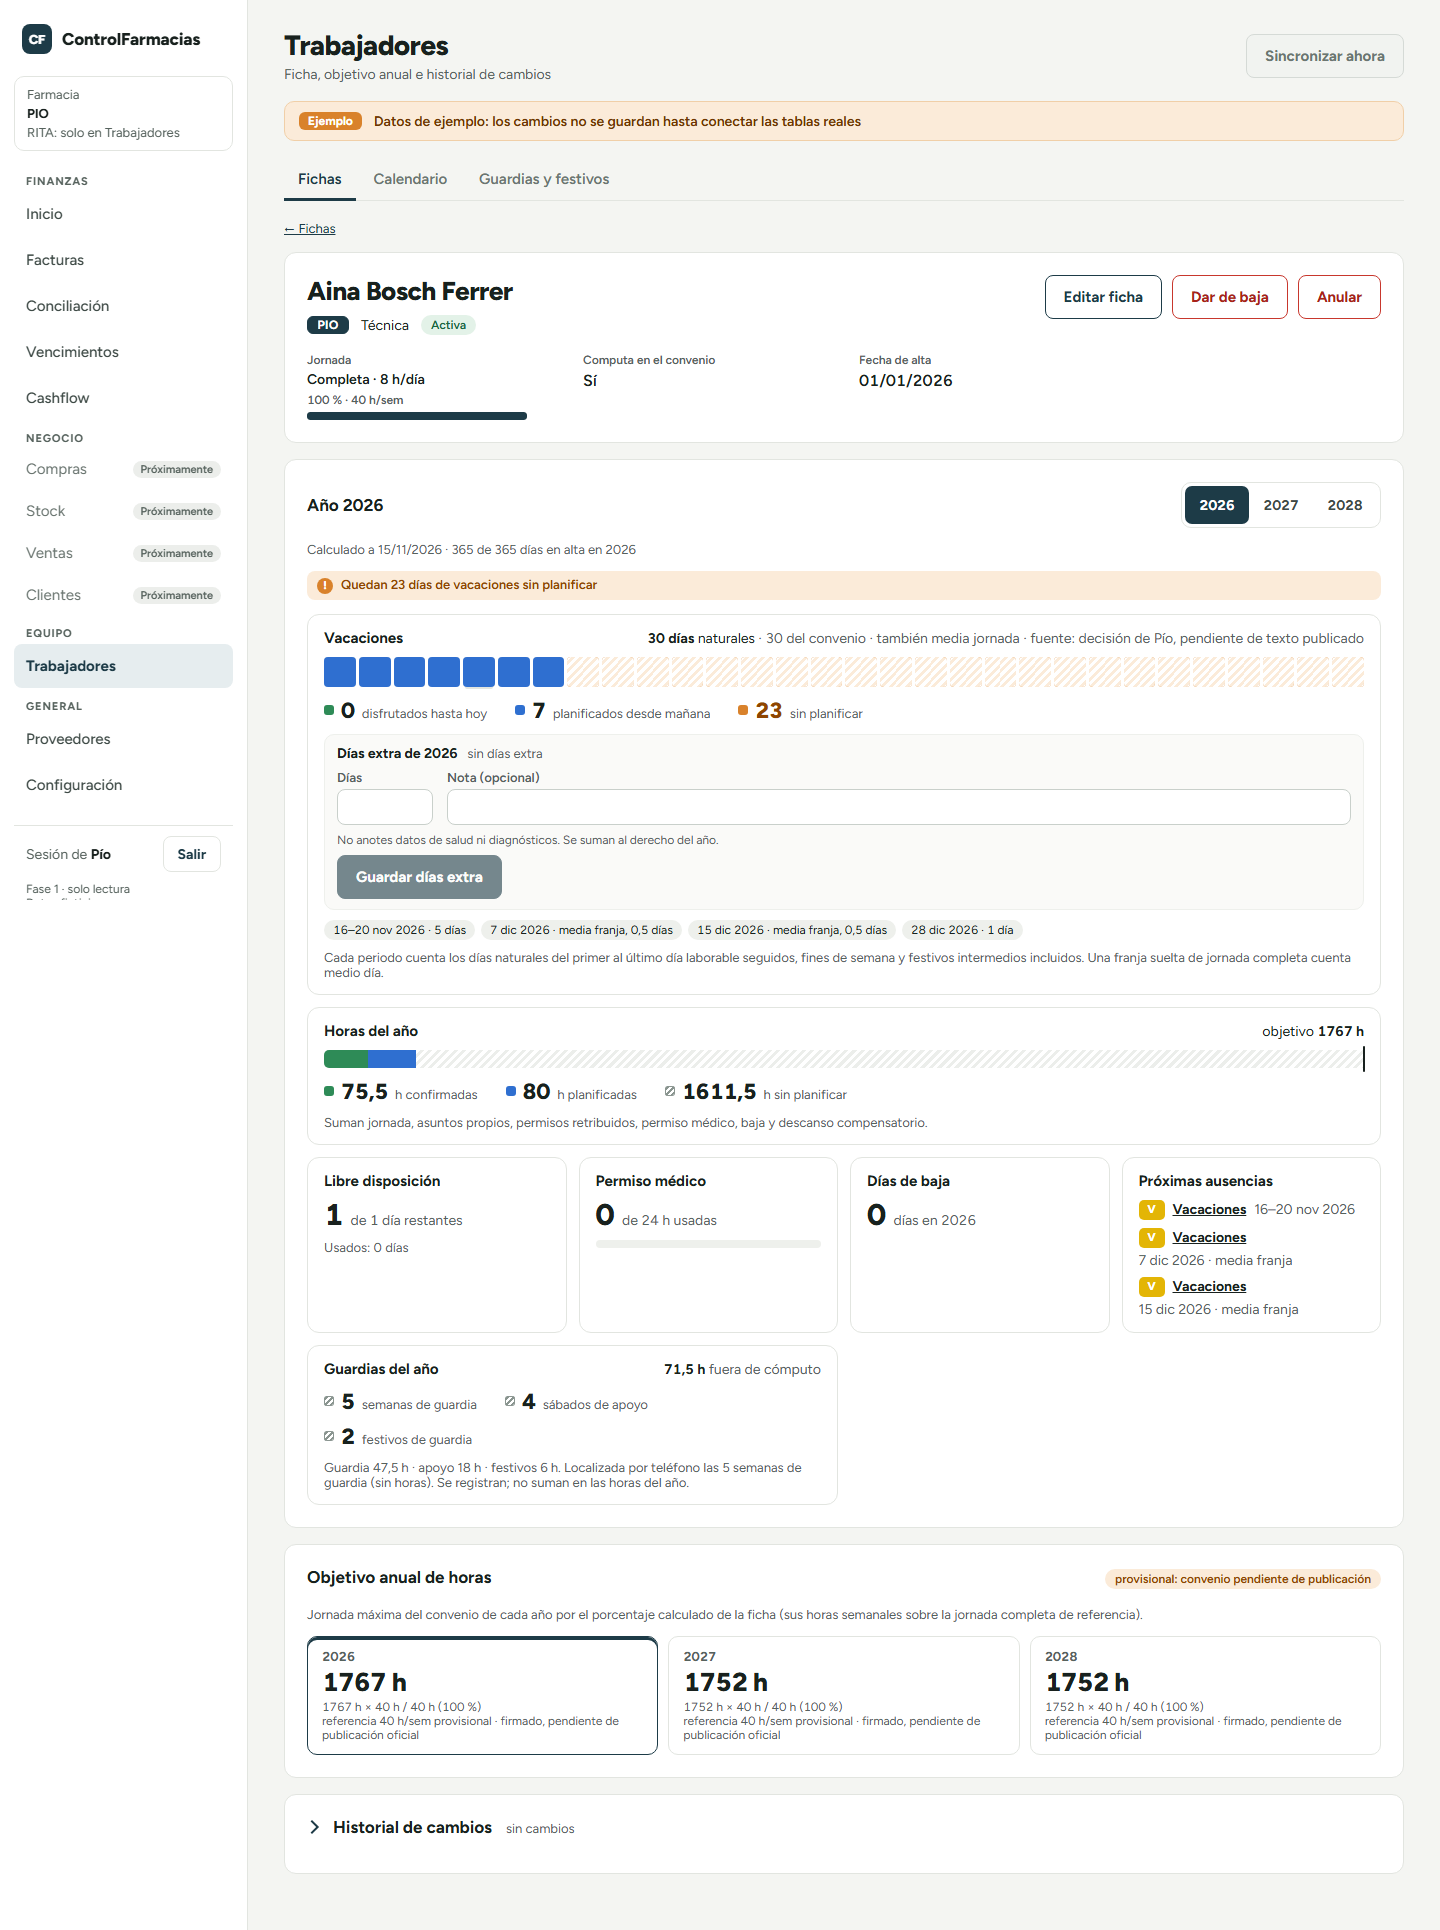 CF ControlFarmacias
Farmacia
PIO
RITA: solo en Trabajadores
FINANZAS
Inicio
Facturas
Conciliación
Vencimientos
Cashflow
NEGOCIO
Compras Próximamente
Stock Próximamente
Ventas Próximamente
Clientes Próximamente
EQUIPO
Trabajadores
GENERAL
Proveedores
Configuración
Sesión de Pío Salir
Fase 1 · solo lectura
Trabajadores
Ficha, objetivo anual e historial de cambios
Sincronizar ahora
Ejemplo Datos de ejemplo: los cambios no se guardan hasta conectar las tablas reales
Fichas Calendario Guardias y festivos
← Fichas
Aina Bosch Ferrer
Editar ficha Dar de baja Anular
PIO Técnica Activa
Jornada
Completa · 8 h/día
100 % · 40 h/sem
Computa en el convenio
Sí
Fecha de alta
01/01/2026
Año 2026
2026 2027 2028
Calculado a 15/11/2026 · 365 de 365 días en alta en 2026
! Quedan 23 días de vacaciones sin planificar
Vacaciones 30 días naturales · 30 del convenio · también media jornada · fuente: decisión de Pío, pendiente de texto publicado
0 disfrutados hasta hoy 7 planificados desde mañana 23 sin planificar
Días extra de 2026 sin días extra
Días Nota (opcional)
No anotes datos de salud ni diagnósticos. Se suman al derecho del año.
Guardar días extra
16–20 nov 2026 · 5 días 7 dic 2026 · media franja, 0,5 días 15 dic 2026 · media franja, 0,5 días 28 dic 2026 · 1 día
Cada periodo cuenta los días naturales del primer al último día laborable seguidos, fines de semana y festivos intermedios incluidos. Una franja suelta de jornada completa cuenta
medio día.
Horas del año objetivo 1767 h
75,5 h confirmadas 80 h planificadas 1611,5 h sin planificar
Suman jornada, asuntos propios, permisos retribuidos, permiso médico, baja y descanso compensatorio.
Libre disposición
1 de 1 día restantes
Usados: 0 días
Permiso médico
0 de 24 h usadas
Días de baja
0 días en 2026
Próximas ausencias
V Vacaciones 16–20 nov 2026
V Vacaciones
7 dic 2026 · media franja
V Vacaciones
15 dic 2026 · media franja
Guardias del año 71,5 h fuera de cómputo
5 semanas de guardia 4 sábados de apoyo
2 festivos de guardia
Guardia 47,5 h · apoyo 18 h · festivos 6 h. Localizada por teléfono las 5 semanas de
guardia (sin horas). Se registran; no suman en las horas del año.
Objetivo anual de horas provisional: convenio pendiente de publicación
Jornada máxima del convenio de cada año por el porcentaje calculado de la ficha (sus horas semanales sobre la jornada completa de referencia).
2026
1767 h
1767 h × 40 h / 40 h (100 %)
referencia 40 h/sem provisional · firmado, pendiente de
publicación oficial
2027
1752 h
1752 h × 40 h / 40 h (100 %)
referencia 40 h/sem provisional · firmado, pendiente de
publicación oficial
2028
1752 h
1752 h × 40 h / 40 h (100 %)
referencia 40 h/sem provisional · firmado, pendiente de
publicación oficial
Historial de cambios sin cambios